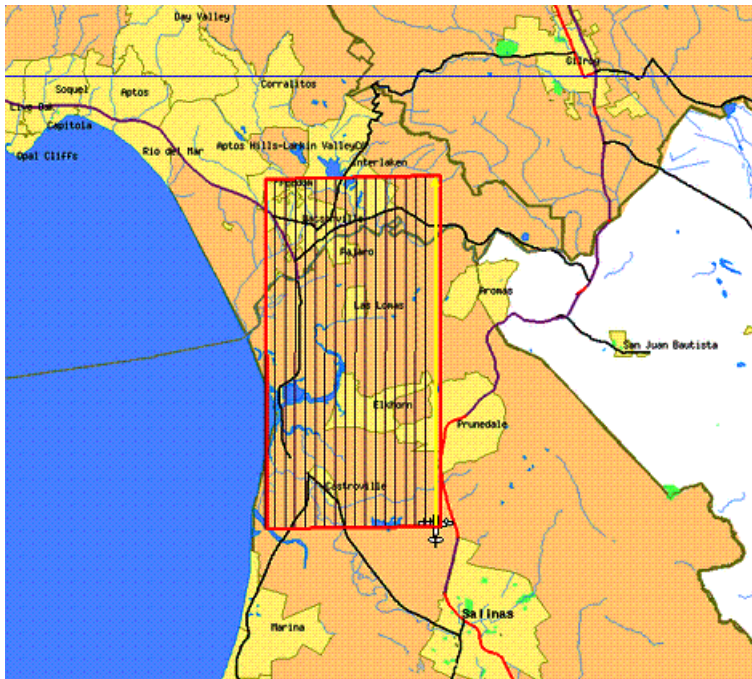 Day Valley
Gilroy
Soquel
Aptos
Corralitos
Live Oak
Capitola
Opal Cliffs
Rio del Mar
Aptos Hills-Larkin Valley
Interlaken
Pajaro
Aromas
Las Lomas
San Juan Bautista
Elkhorn
Prunedale
Castroville
Salinas
Marina